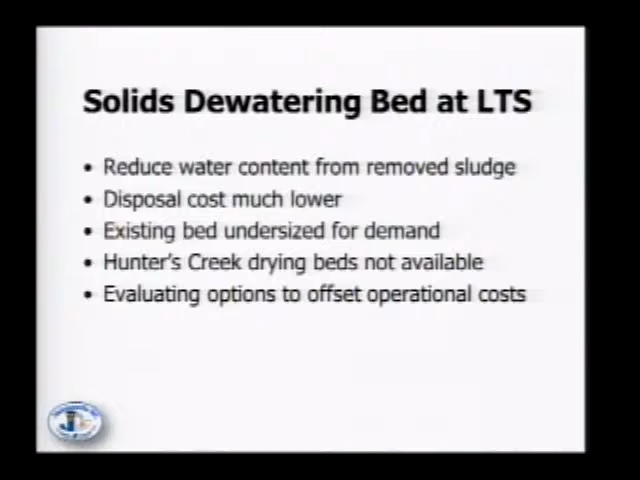 Solids Dewatering Bed at LTS
• Reduce water content from removed sludge
• Disposal cost much lower
• Existing bed undersized for demand
• Hunter's Creek drying beds not available
• Evaluating options to offset operational costs